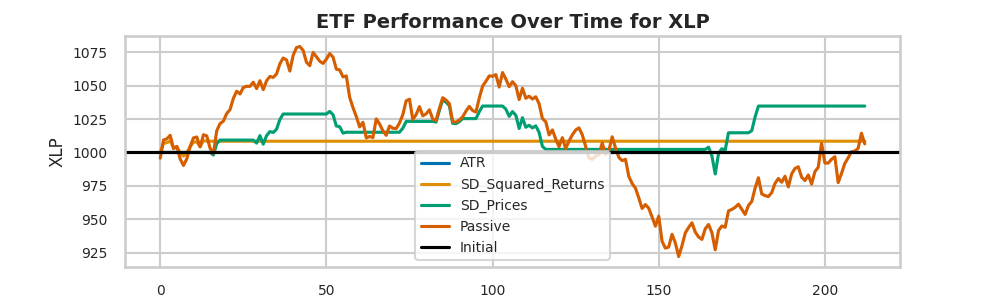 ETF Performance Over Time for XLP
XLP
1075
1050
1025
1000
975
950
925
ATR
SD_Squared_Returns
SD_Prices
Passive
Initial
0 50 100 150 200